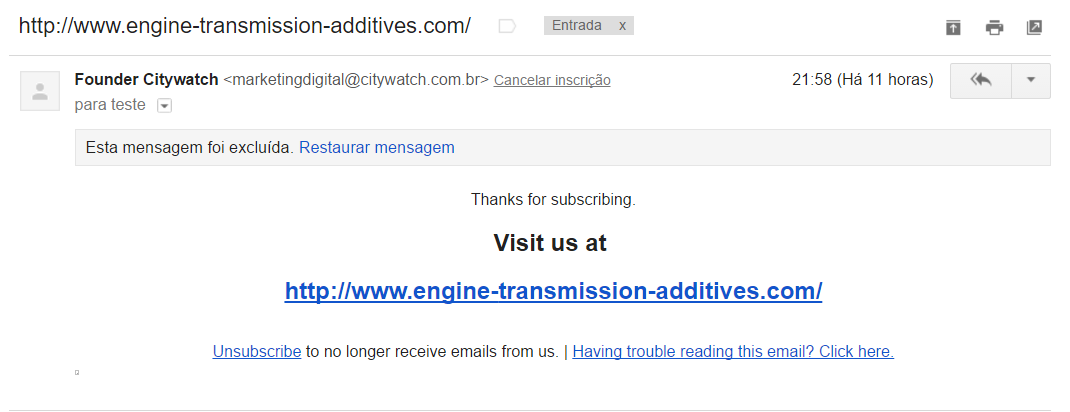 http://www.engine-transmission-additives.com/ Entrada x
Founder Citywatch <marketingdigital@citywatch.com.br> Cancelar inscrição 21:58 (Há 11 horas)
para teste
Esta mensagem foi excluída. Restaurar mensagem
Thanks for subscribing.
Visit us at
http://www.engine-transmission-additives.com/
Unsubscribe to no longer receive emails from us. | Having trouble reading this email? Click here.